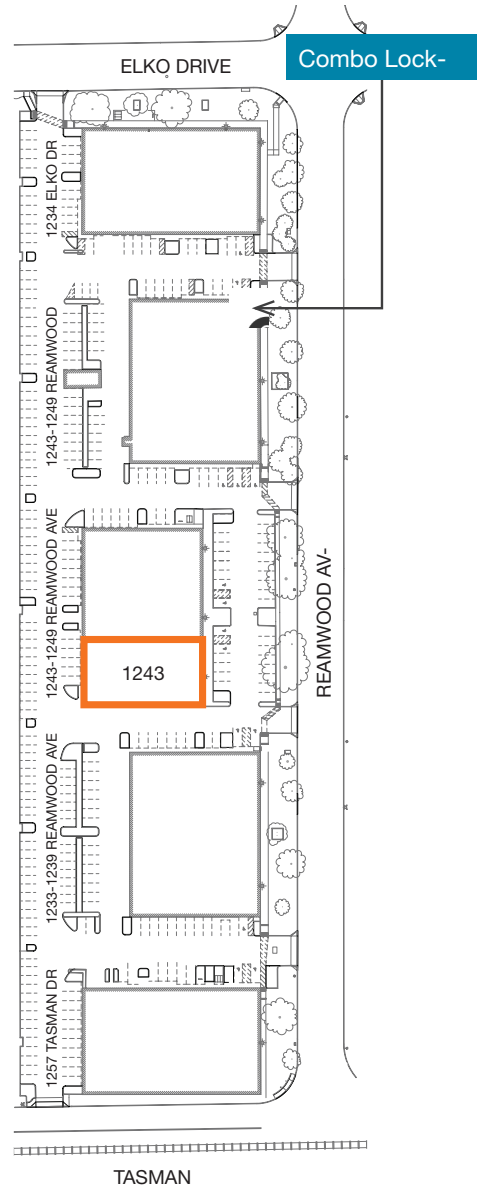 ELKO DRIVE
Combo Lock-
1234 ELKO DR
1243-1249 REAMWOOD
1243-1249 REAMWOOD AVE
1243
REAMWOOD AV-
1233-1239 REAMWOOD AVE
1257 TASMAN DR
TASMAN